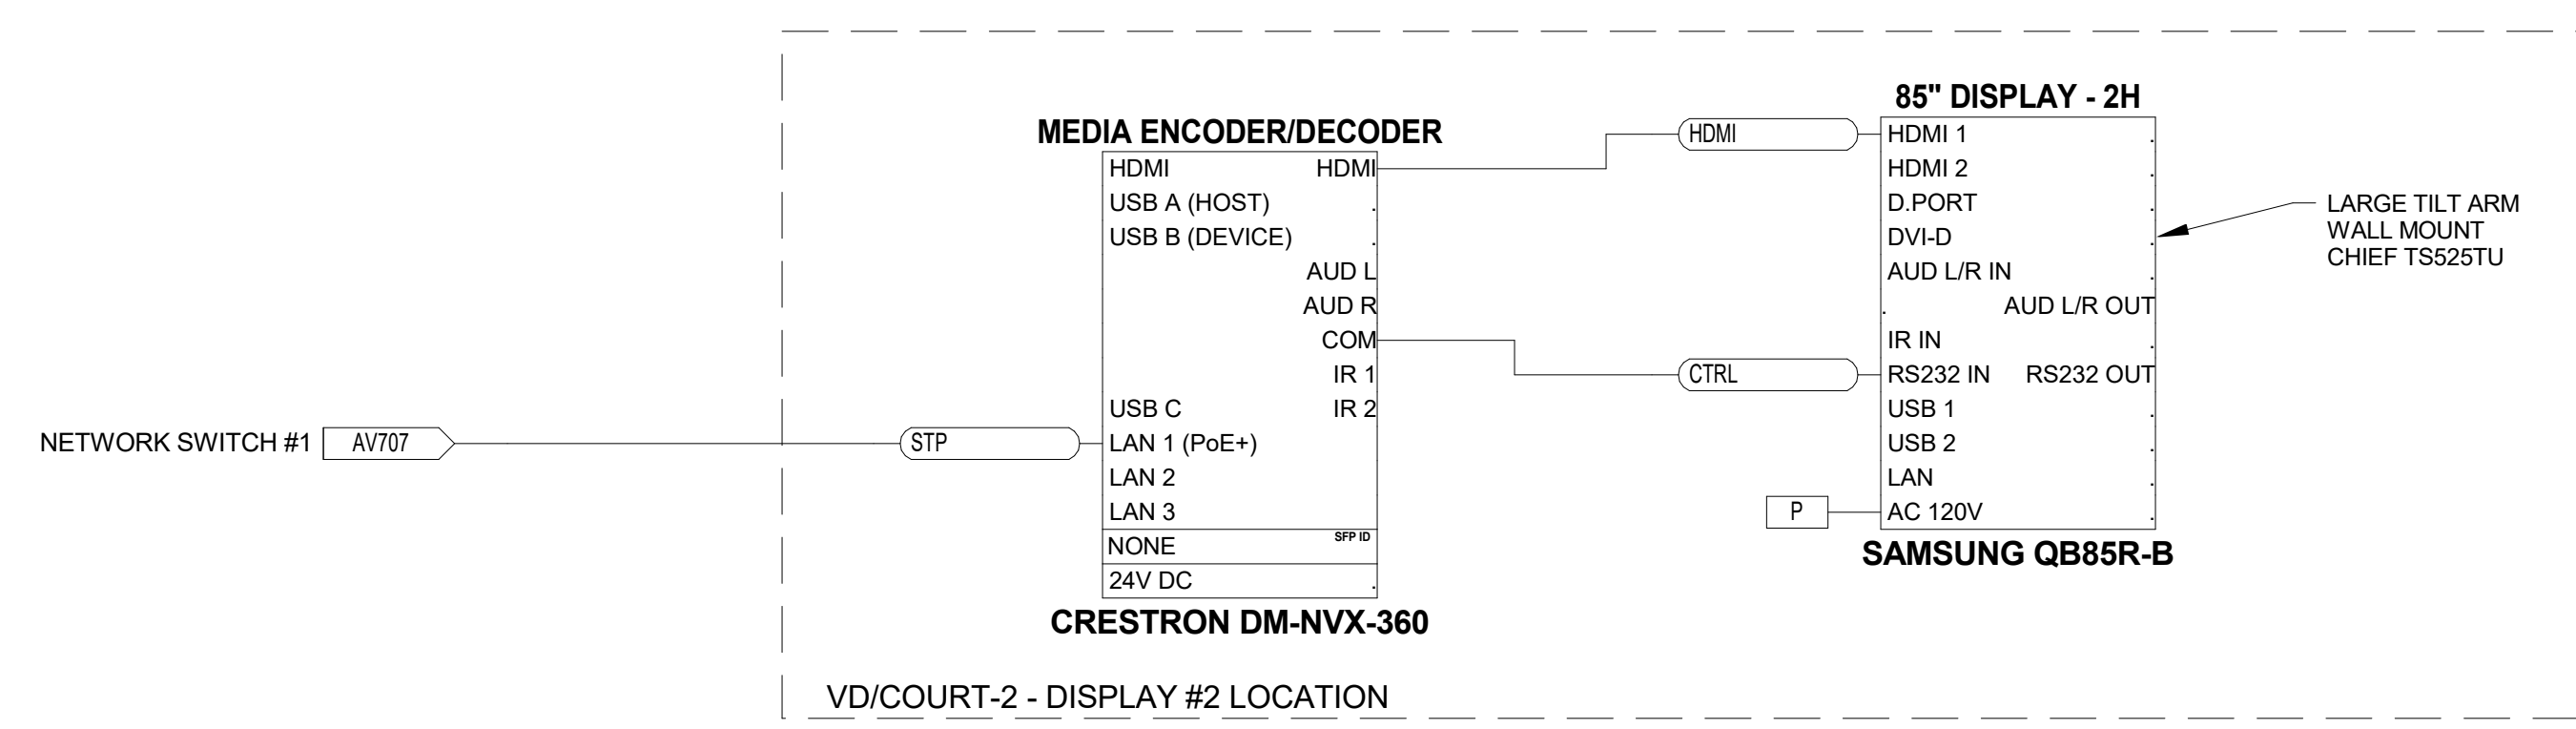 85" DISPLAY - 2H
MEDIA ENCODER/DECODER
HDMI
HDMI 1
HDMI HDMI
HDMI 2
USB A (HOST)
D.PORT
USB B (DEVICE)
DVI-D
AUD L
AUD L/R IN
AUD R
AUD L/R OUT
COM
IR IN
IR 1
CTRL
RS232 IN RS232 OUT
USB C IR 2
USB 1
NETWORK SWITCH #1 AV707
STP
LAN 1 (PoE+)
USB 2
LAN 2
LAN
LAN 3
P
AC 120V
NONE SFP ID
24V DC
LARGE TILT ARM
WALL MOUNT
CHIEF TS525TU
SAMSUNG QB85R-B
CRESTRON DM-NVX-360
VD/COURT-2 - DISPLAY #2 LOCATION